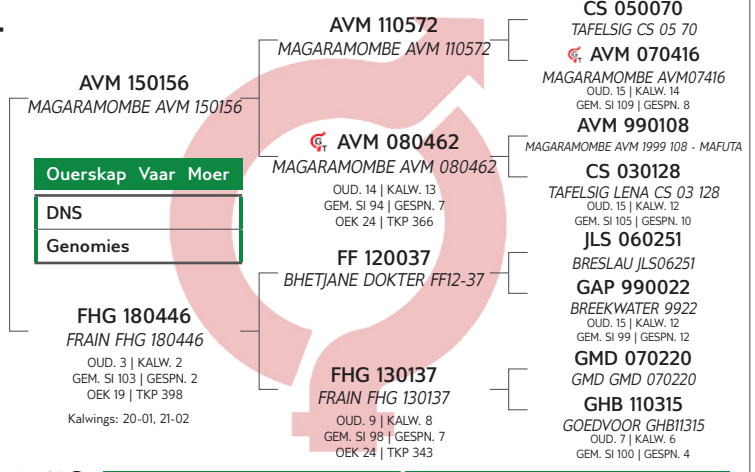 AVM 150156
MAGARAMOMBE AVM 150156
Ouerskap Vaar Moer
DNS
Genomies
FHG 180446
FRAIN FHG 180446
OUD. 3 | KALW. 2
GEM. SI 103 | GESPN. 2
OEK 19 | TKP 398
Kalwings: 20-01, 21-02
AVM 110572
MAGARAMOMBE AVM 110572
AVM 080462
MAGARAMOMBE AVM 080462
OUD. 14 | KALW. 13
GEM. SI 94 | GESPN. 7
OEK 24 | TKP 366
FF 120037
BHETJANE DOKTER FF12-37
FHG 130137
FRAIN FHG 130137
OUD. 9 | KALW. 8
GEM. SI 98 | GESPN. 7
OEK 24 | TKP 343
CS 050070
TAFELSIG CS 05 70
AVM 070416
MAGARAMOMBE AVM07416
OUD. 15 | KALW. 14
GEM. SI 109 | GESPN. 8
AVM 990108
MAGARAMOMBE AVM 1999 108 - MAFUTA
CS 030128
TAFELSIG LENA CS 03 128
OUD. 15 | KALW. 12
GEM. SI 105 | GESPN. 10
JLS 060251
BRESLAU JLS06251
GAP 990022
BREEKWATER 9922
OUD. 15 | KALW. 12
GEM. SI 99 | GESPN. 12
GMD 070220
GMD GMD 070220
GHB 110315
GOEDVOOR GHB11315
OUD. 7 | KALW. 6
GEM. SI 100 | GESPN. 4